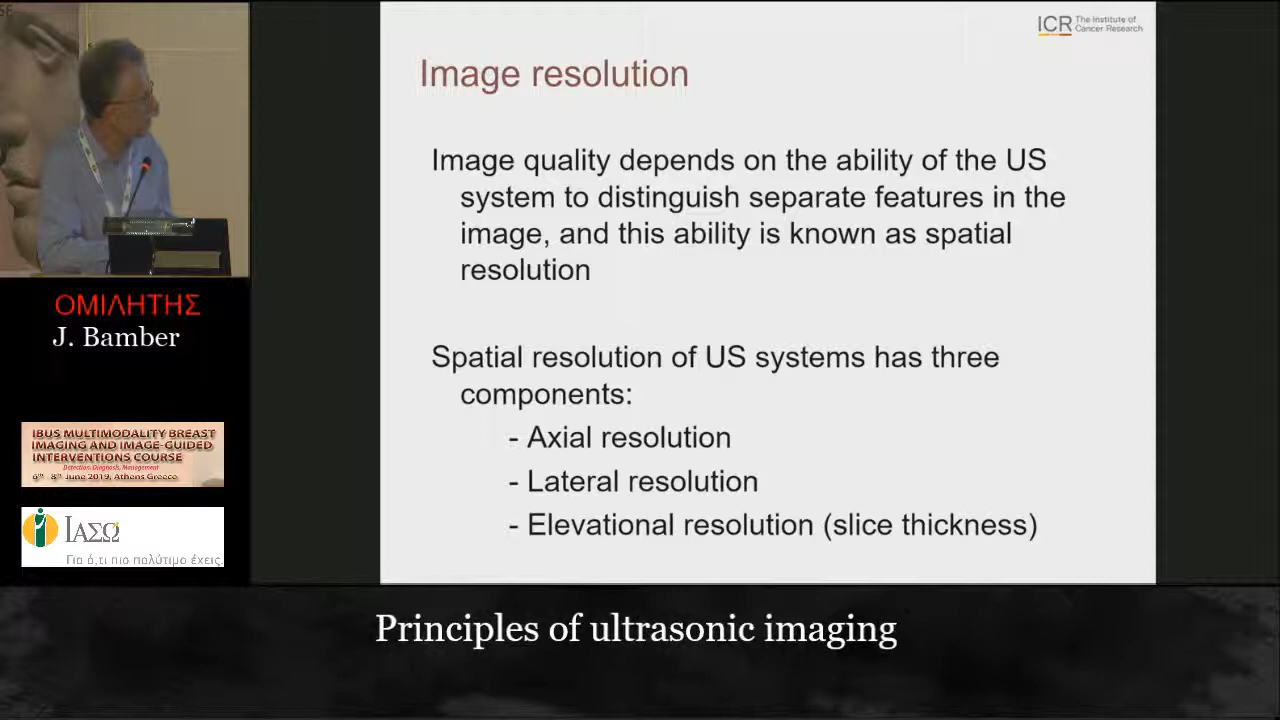 ICR The Institute of
Cancer Research
Image resolution
Image quality depends on the ability of the US
system to distinguish separate features in the
image, and this ability is known as spatial
resolution
Spatial resolution of US systems has three
components:
- Axial resolution
- Lateral resolution
- Elevational resolution (slice thickness)
ΟΜΙΛΗΤΗΣ
J. Bamber
IBUS MULTIMODALITY BREAST
IMAGING AND IMAGE-GUIDED
INTERVENTIONS COURSE
Detection, Diagnosis, Management
6th - 8th June 2019, Athens Greece
ΙΑΣΩ
Για ό,τι πιο πολύτιμο έχεις.
Principles of ultrasonic imaging